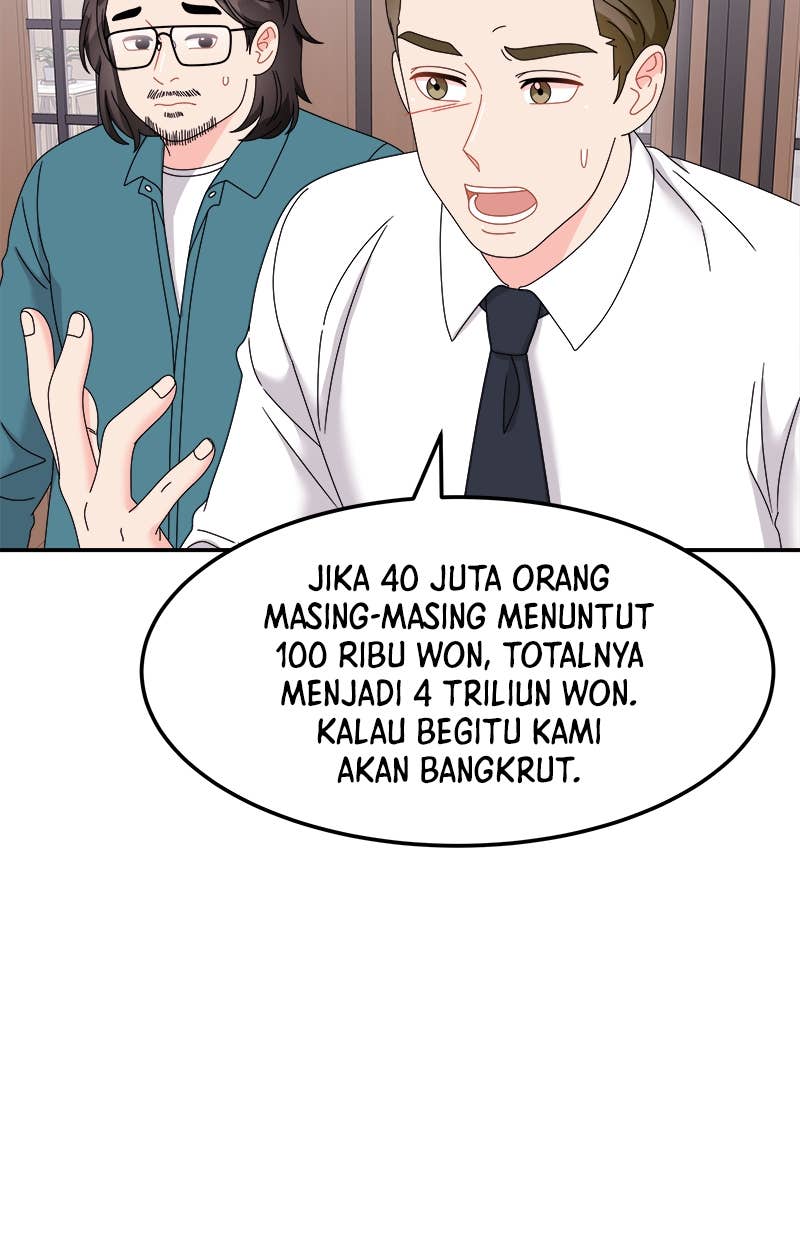 JIKA 40 JUTA ORANG
MASING-MASING MENUNTUT
100 RIBU WON, TOTALNYA
MENJADI 4 TRILIUN WON.
KALAU BEGITU KAMI
AKAN BANGKRUT.